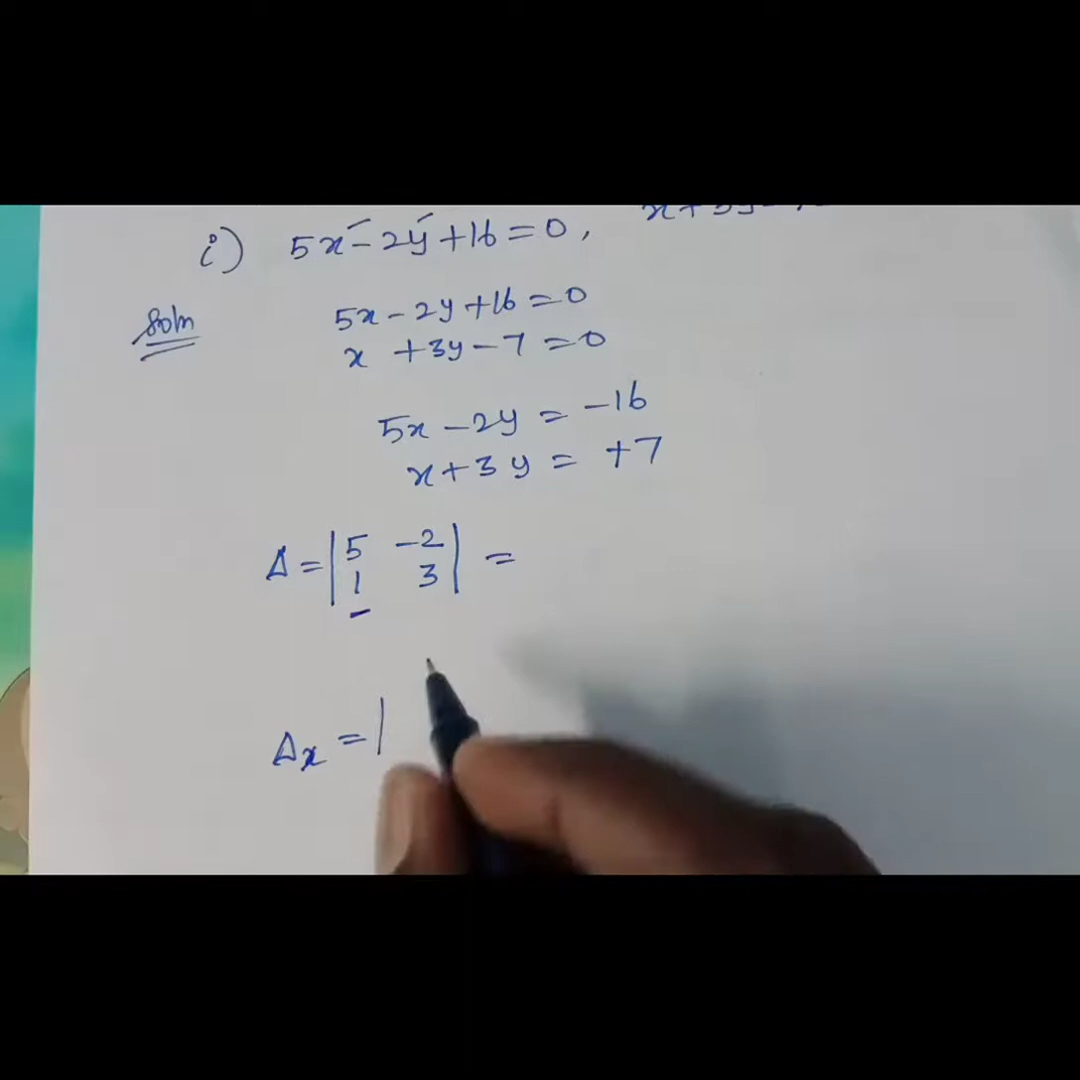 i) 5x - 2y + 16 = 0,
Soln
5x - 2y + 16 = 0
x + 3y - 7 = 0
5x - 2y = -16
x + 3y = +7
Δ = | 5 -2 | =
| 1 3 |
Δx = |